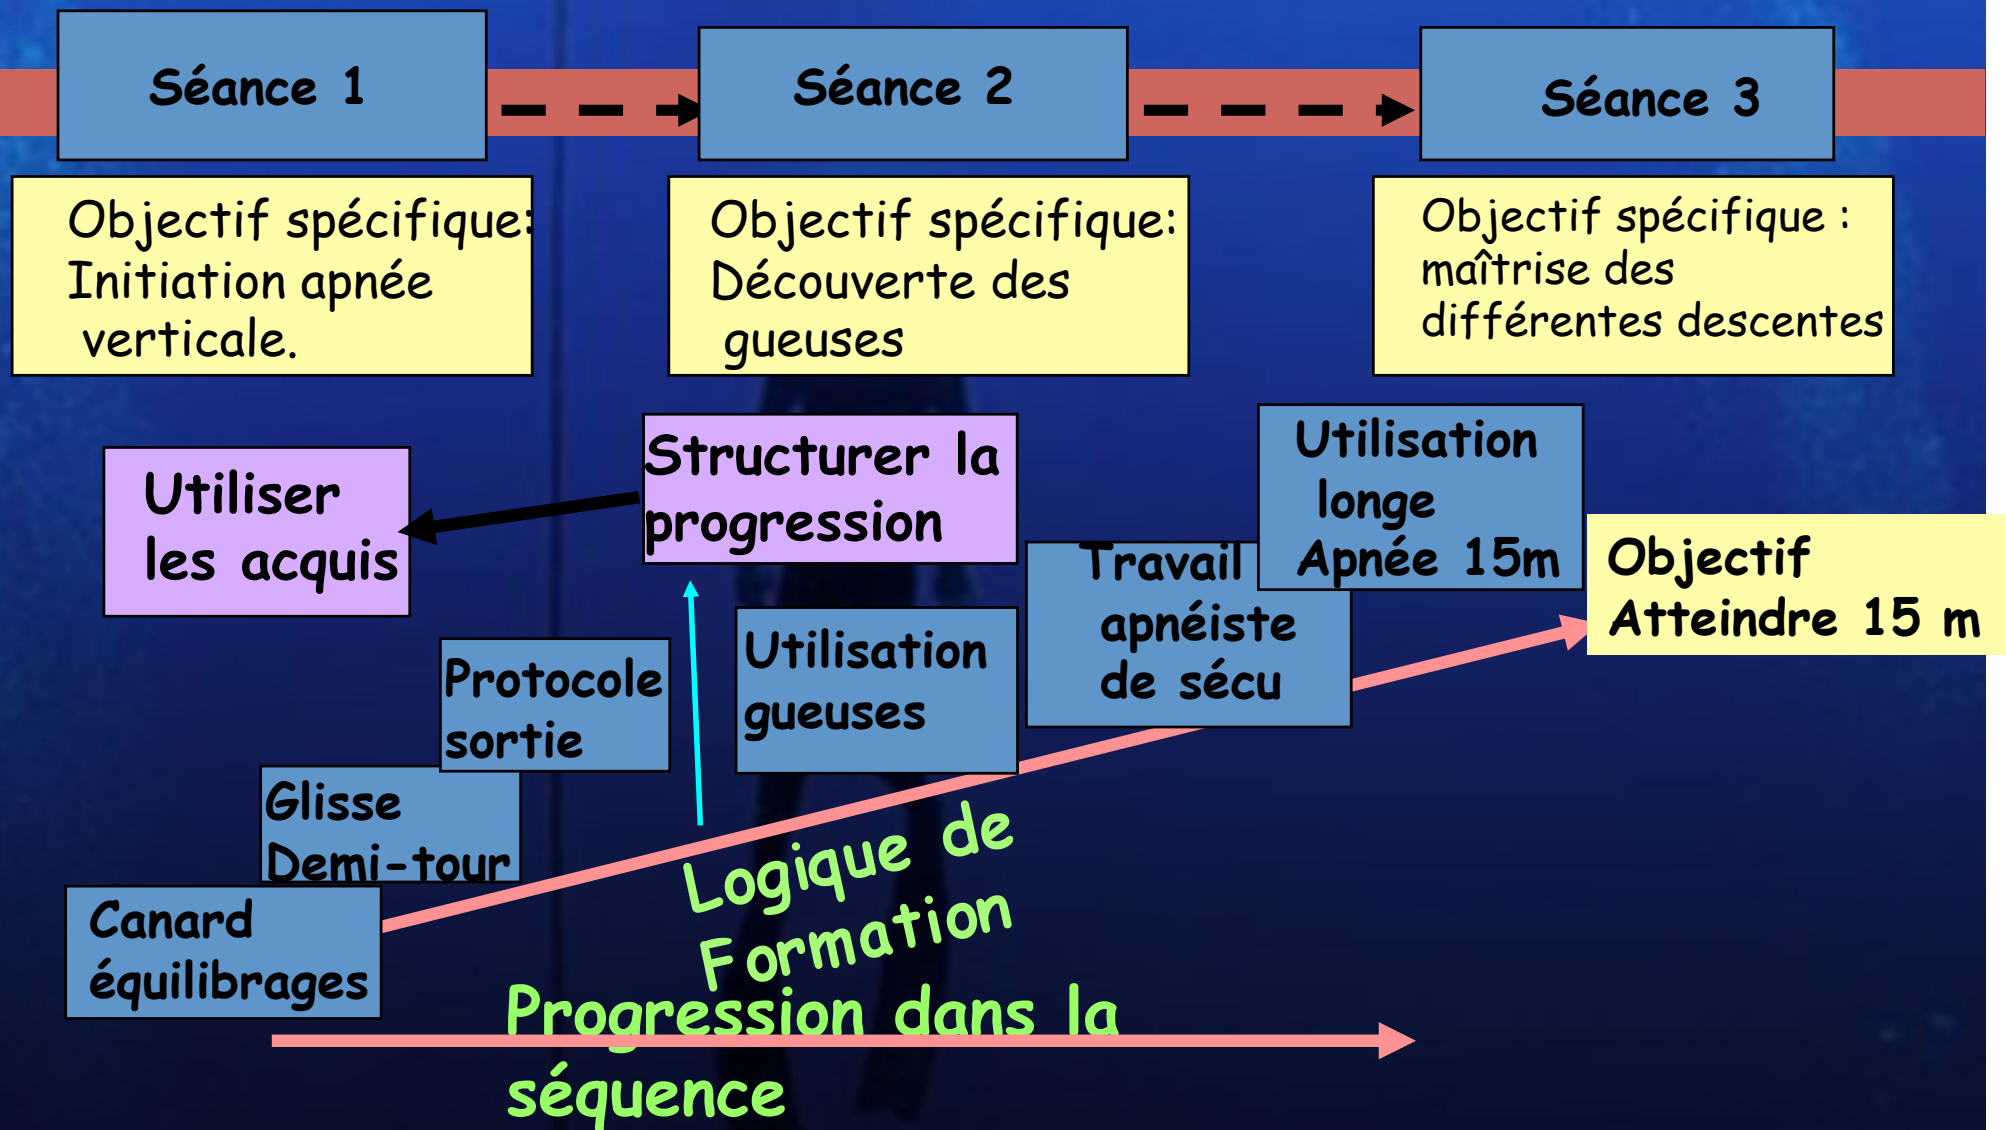 Séance 1
Séance 2
Séance 3
Objectif spécifique:
Initiation apnée
verticale.
Objectif spécifique:
Découverte des
gueuses
Objectif spécifique :
maîtrise des
différentes descentes
Utiliser
les acquis
Structurer la
progression
Utilisation
longe
Apnée 15m
Objectif
Atteindre 15 m
Travail
apnéiste
de sécu
Utilisation
gueuses
Protocole
sortie
Glisse
Demi-tour
Canard
équilibrages
Logique de
Formation
Progression dans la
séquence